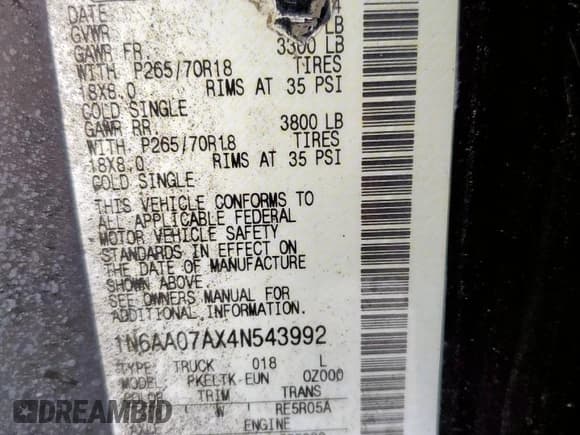 DATE 4
GVWR LB
GAWR FR 3300 LB
WITH P265/70R18 TIRES
18X8.0 RIMS AT 35 PSI
COLD SINGLE
GAWR RR 3800 LB
WITH P265/70R18 TIRES
18X8.0 RIMS AT 35 PSI
COLD SINGLE
THIS VEHICLE CONFORMS TO
ALL APPLICABLE FEDERAL
MOTOR VEHICLE SAFETY
STANDARDS IN EFFECT ON
THE DATE OF MANUFACTURE
SHOWN ABOVE.
SEE OWNERS MANUAL FOR
ADDITIONAL INFORMATION.
1N6AA07AX4N543992
TYPE TRUCK 018 L
MODEL PKELTK-EUN 0Z000
COLOR TRIM TRANS
W RE5R05A
ENGINE
DREAMBID